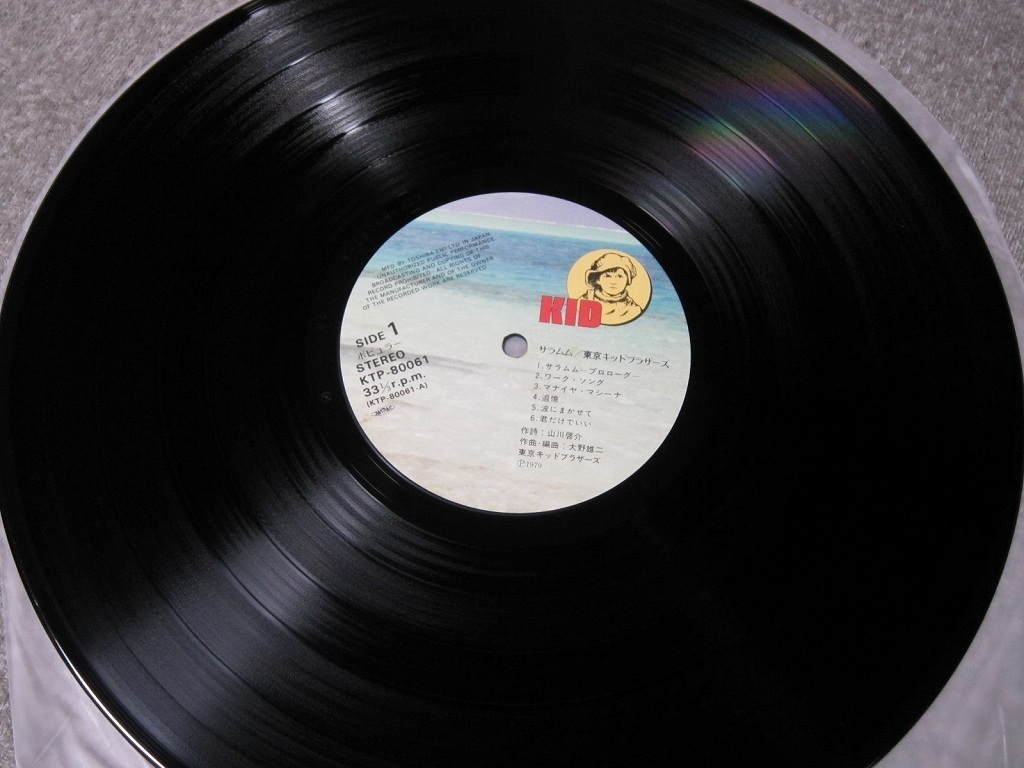 MFD. BY TOSHIBA EMI LTD IN JAPAN.
UNAUTHORIZED PUBLIC PERFORMANCE,
BROADCASTING AND COPYING OF THIS
RECORD PROHIBITED. ALL RIGHTS OF
THE MANUFACTURER AND OF THE OWNER
OF THE RECORDED WORK ARE RESERVED
SIDE 1
ポピュラー
STEREO
KTP-80061
33⅓r.p.m.
(KTP-80061-A)
KID
サラムム/東京キッドブラザーズ
1.サラムム―プロローグ―
2.ワーク・ソング
3.マナイヤ・マシーナ
4.追憶
5.波にまかせて
6.君だけでいい
作詩：山川啓介
作曲・編曲：大野雄二
東京キッドブラザーズ
Ⓟ1979